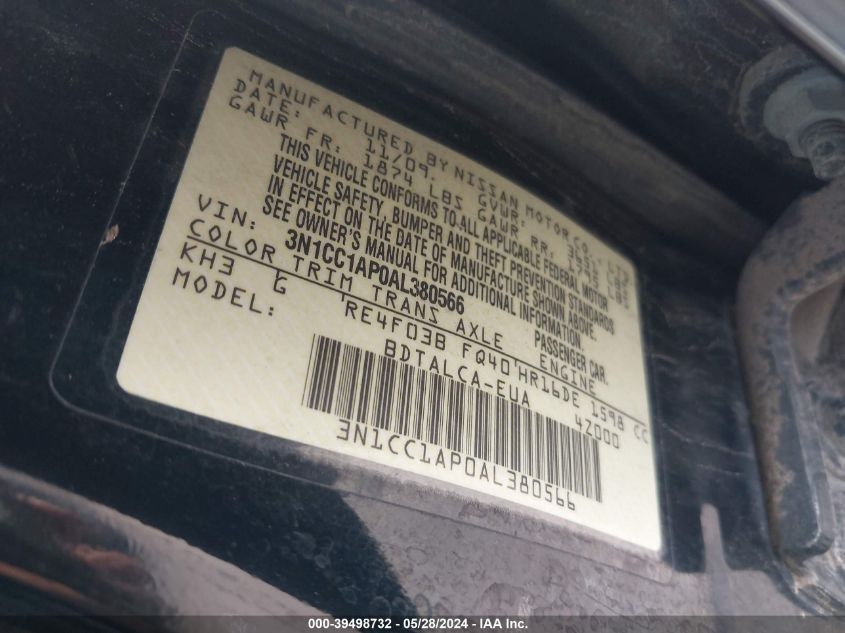 MANUFACTURED BY NISSAN MOTOR CO., LTD
DATE: 11/09 GVWR:
GAWR FR: 1874 LBS GAWR RR: LBS
THIS VEHICLE CONFORMS TO ALL APPLICABLE FEDERAL MOTOR
VEHICLE SAFETY, BUMPER AND THEFT PREVENTION STANDARDS
IN EFFECT ON THE DATE OF MANUFACTURE SHOWN ABOVE.
SEE OWNER'S MANUAL FOR ADDITIONAL INFORMATION.
VIN: 3N1CC1AP0AL380566 PASSENGER CAR.
COLOR TRIM TRANS AXLE ENGINE
KH3 G RE4F03B FQ40 HR16DE 1598 CC
MODEL: BDTALCA-EUA 4Z000
3N1CC1AP0AL380566
000-39498732 - 05/28/2024 - IAA Inc.